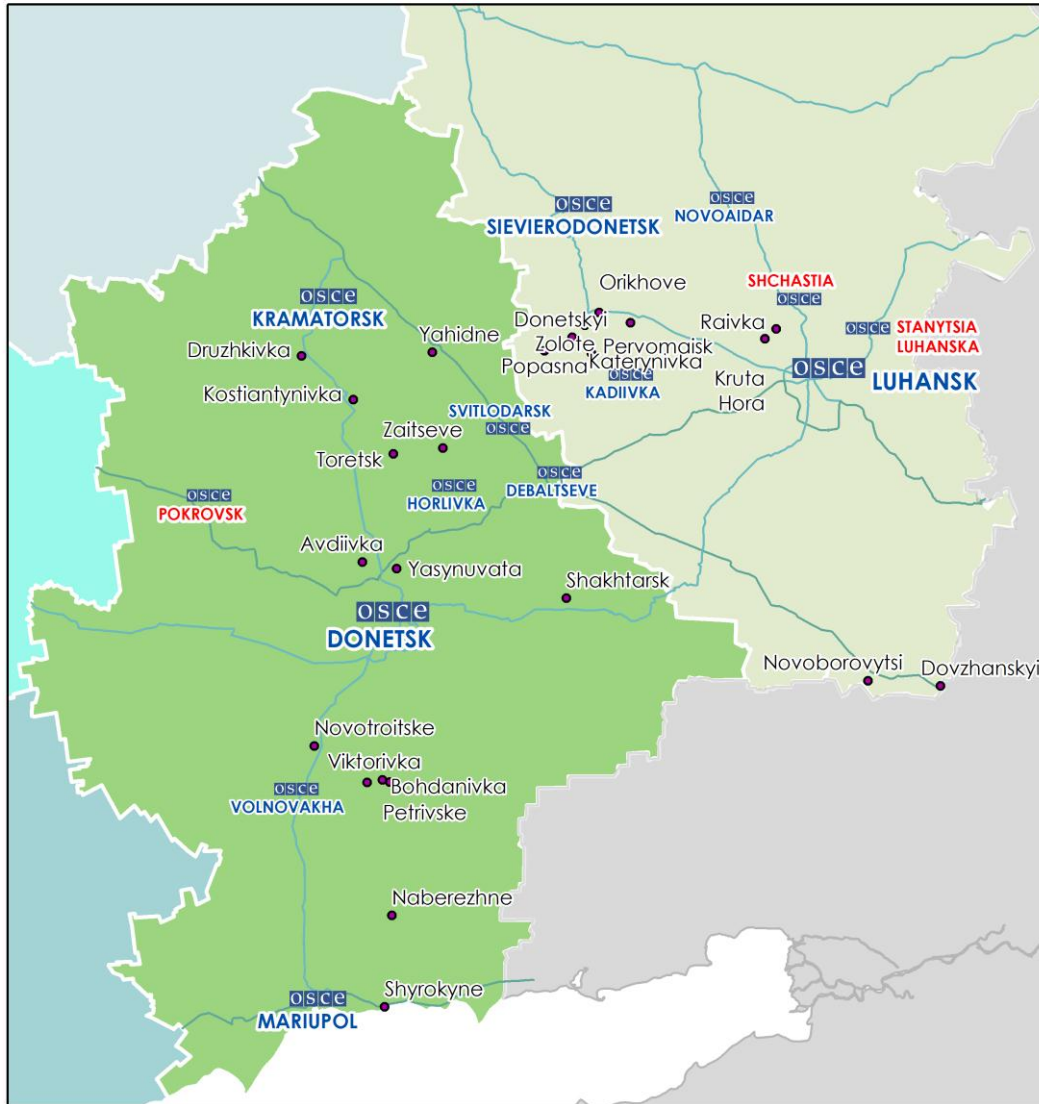 osce
SIEVIERODONETSK
osce
NOVOAIDAR
SHCHASTIA
osce
Orikhove
osce
KRAMATORSK
Donetskyi
Raivka
osce
STANYTSIA
LUHANSKA
Yahidne
Zolote
Pervomaisk
Druzhkivka
Popasna
Katerynivka
osce
LUHANSK
osce
KADIIVKA
Kruta
Hora
Kostiantynivka
SVITLODARSK
osce
Zaitseve
Toretsk
osce
HORLIVKA
osce
DEBALTSEVE
osce
POKROVSK
Avdiivka
Yasynuvata
Shakhtarsk
osce
DONETSK
Novoborovytsi
Dovzhanskyi
Novotroitske
Viktorivka
Bohdanivka
osce
VOLNOVAKHA
Petrivske
Naberezhne
Shyrokyne
osce
MARIUPOL